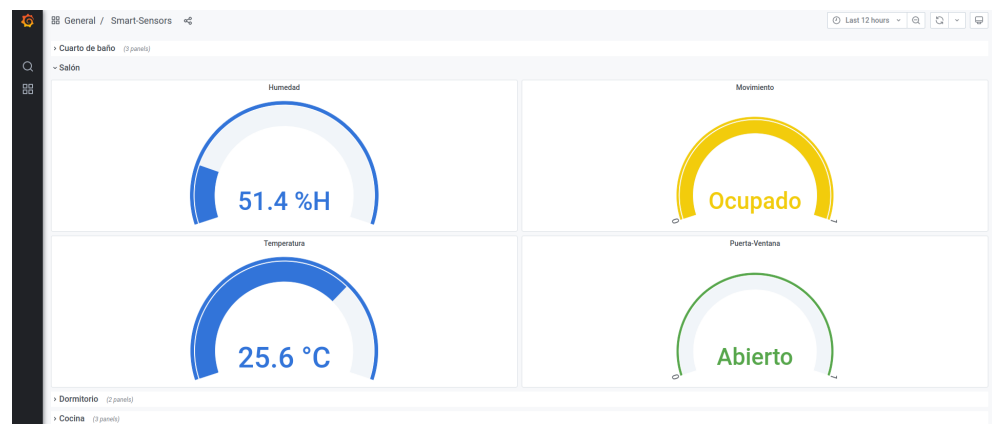 General / Smart-Sensors
Last 12 hours
Cuarto de baño (3 panels)
Salón
Humedad
51.4 %H
Movimiento
Ocupado
0 1
Temperatura
25.6 °C
Puerta-Ventana
Abierto
0 1
Dormitorio (2 panels)
Cocina (3 panels)